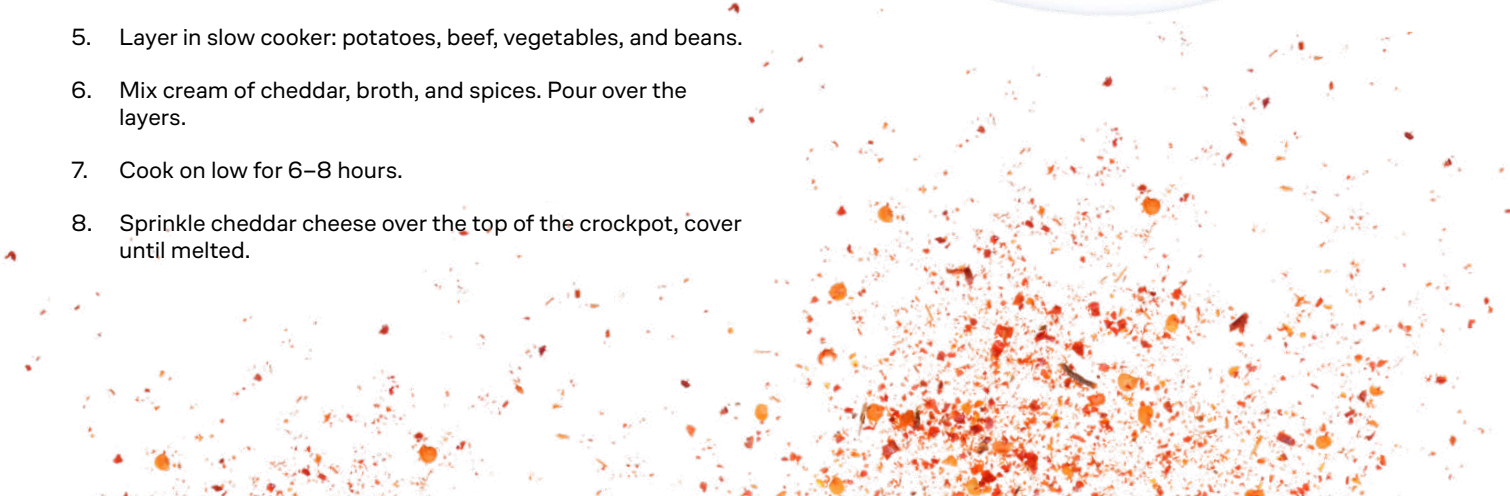 5. Layer in slow cooker: potatoes, beef, vegetables, and beans.
6. Mix cream of cheddar, broth, and spices. Pour over the
layers.
7. Cook on low for 6–8 hours.
8. Sprinkle cheddar cheese over the top of the crockpot, cover
until melted.